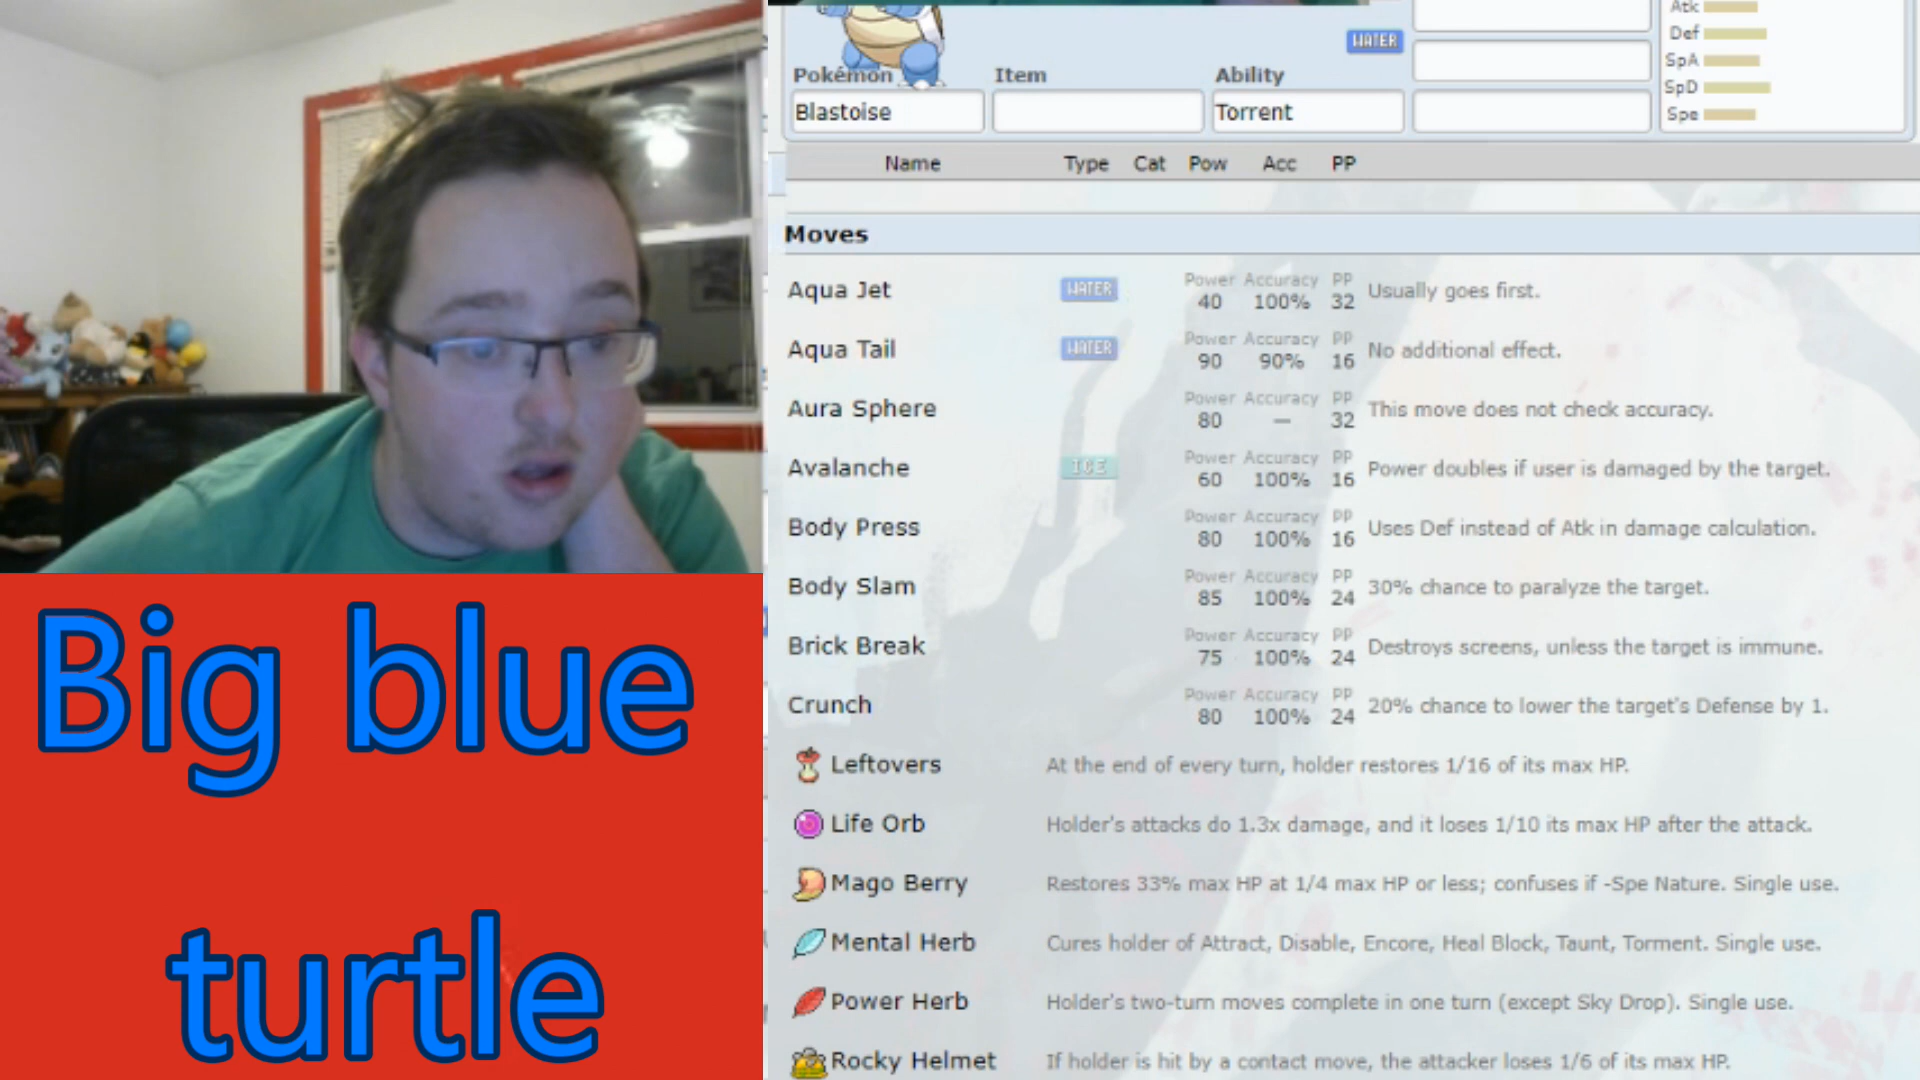 Big blue
turtle
WATER
Pokémon Item Ability
Blastoise Torrent
Atk
Def
SpA
SpD
Spe
Name Type Cat Pow Acc PP
Moves
Aqua Jet WATER Power 40 Accuracy 100% PP 32 Usually goes first.
Aqua Tail WATER Power 90 Accuracy 90% PP 16 No additional effect.
Aura Sphere Power 80 Accuracy — PP 32 This move does not check accuracy.
Avalanche ICE Power 60 Accuracy 100% PP 16 Power doubles if user is damaged by the target.
Body Press Power 80 Accuracy 100% PP 16 Uses Def instead of Atk in damage calculation.
Body Slam Power 85 Accuracy 100% PP 24 30% chance to paralyze the target.
Brick Break Power 75 Accuracy 100% PP 24 Destroys screens, unless the target is immune.
Crunch Power 80 Accuracy 100% PP 24 20% chance to lower the target's Defense by 1.
Leftovers At the end of every turn, holder restores 1/16 of its max HP.
Life Orb Holder's attacks do 1.3x damage, and it loses 1/10 its max HP after the attack.
Mago Berry Restores 33% max HP at 1/4 max HP or less; confuses if -Spe Nature. Single use.
Mental Herb Cures holder of Attract, Disable, Encore, Heal Block, Taunt, Torment. Single use.
Power Herb Holder's two-turn moves complete in one turn (except Sky Drop). Single use.
Rocky Helmet If holder is hit by a contact move, the attacker loses 1/6 of its max HP.